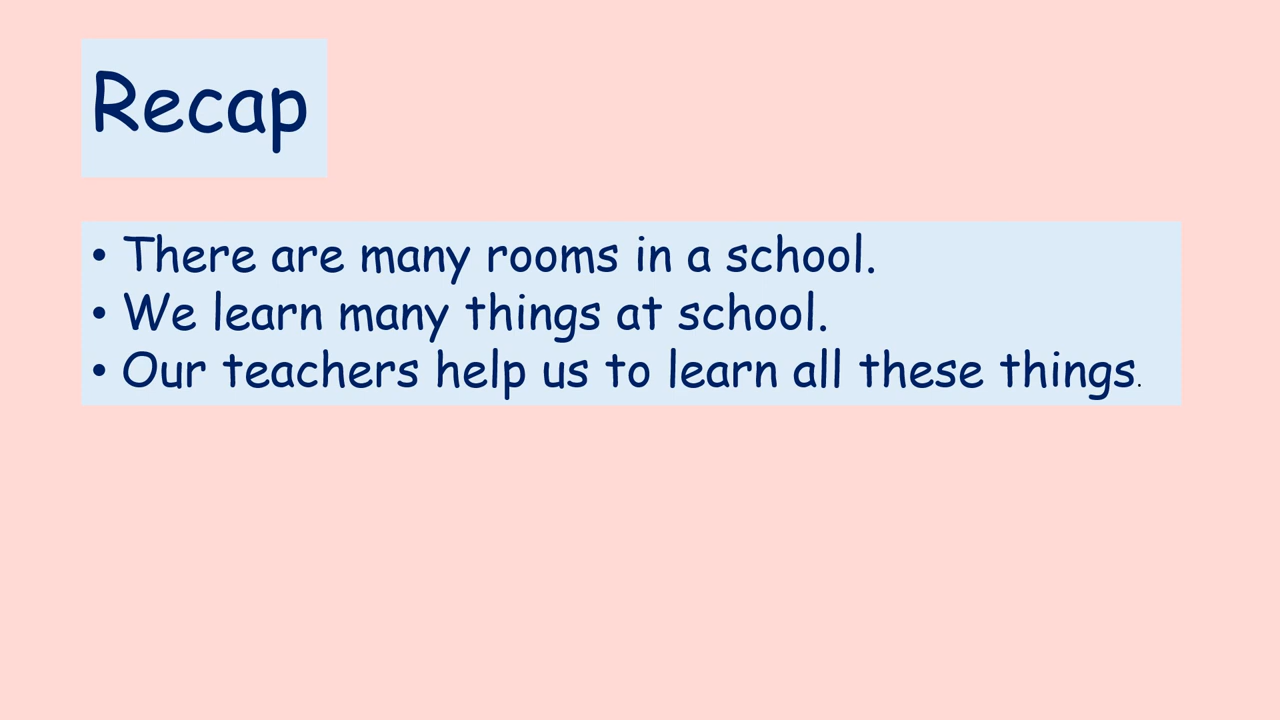 Recap
• There are many rooms in a school.
• We learn many things at school.
• Our teachers help us to learn all these things.